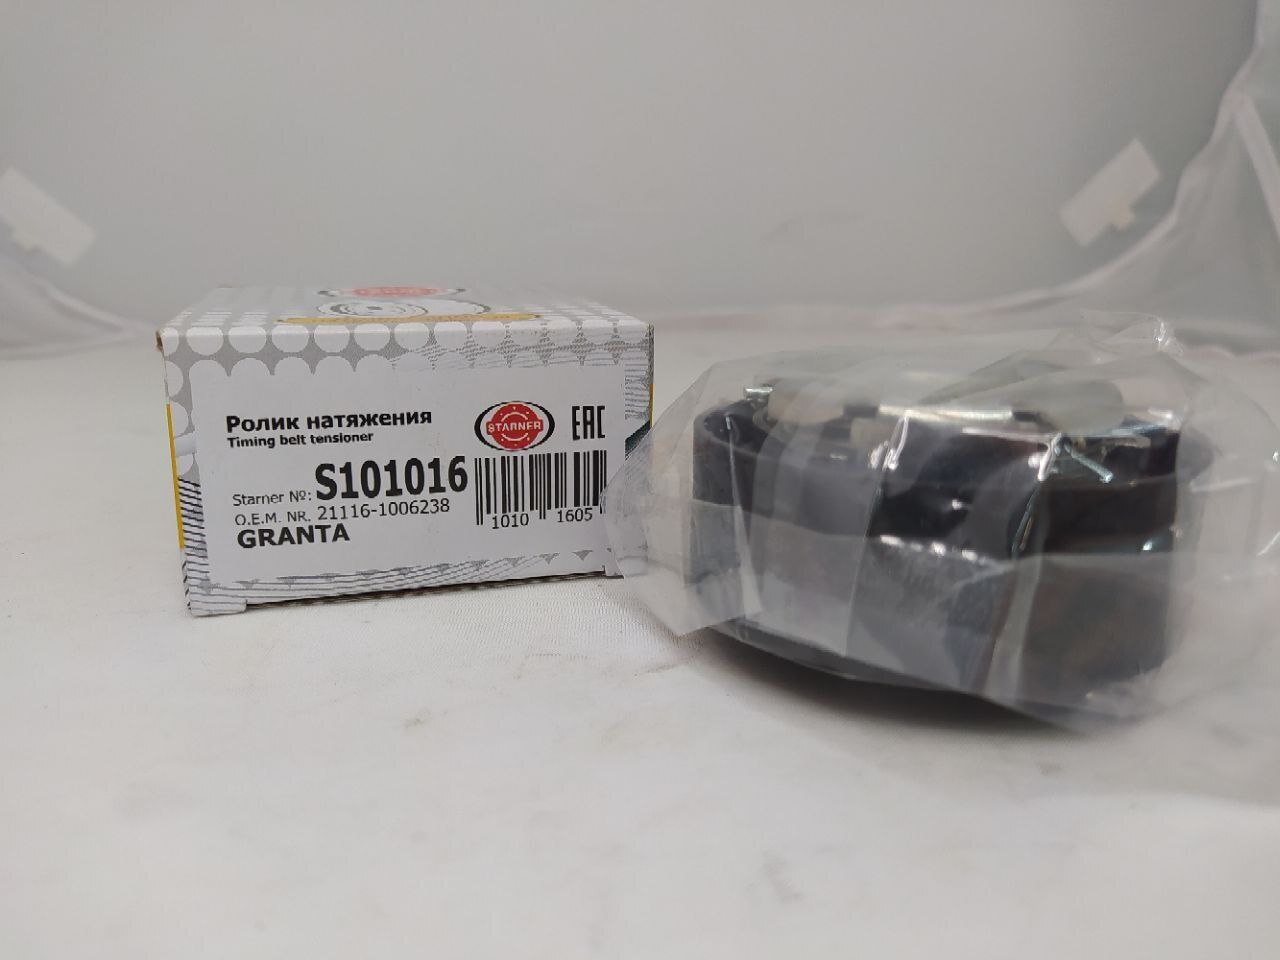 Ролик натяжения
Timing belt tensioner
STARNER
EAC
Starner №: S101016
O.E.M. NR. 21116-1006238
GRANTA
1010 1605